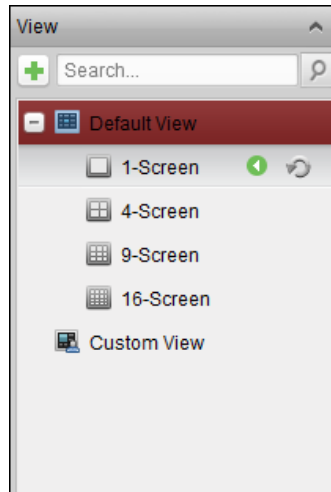 View
Search...
Default View
1-Screen
4-Screen
9-Screen
16-Screen
Custom View